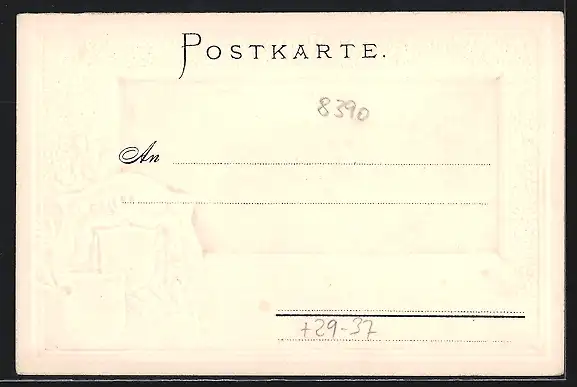 POSTKARTE.
8390
An
+29-37